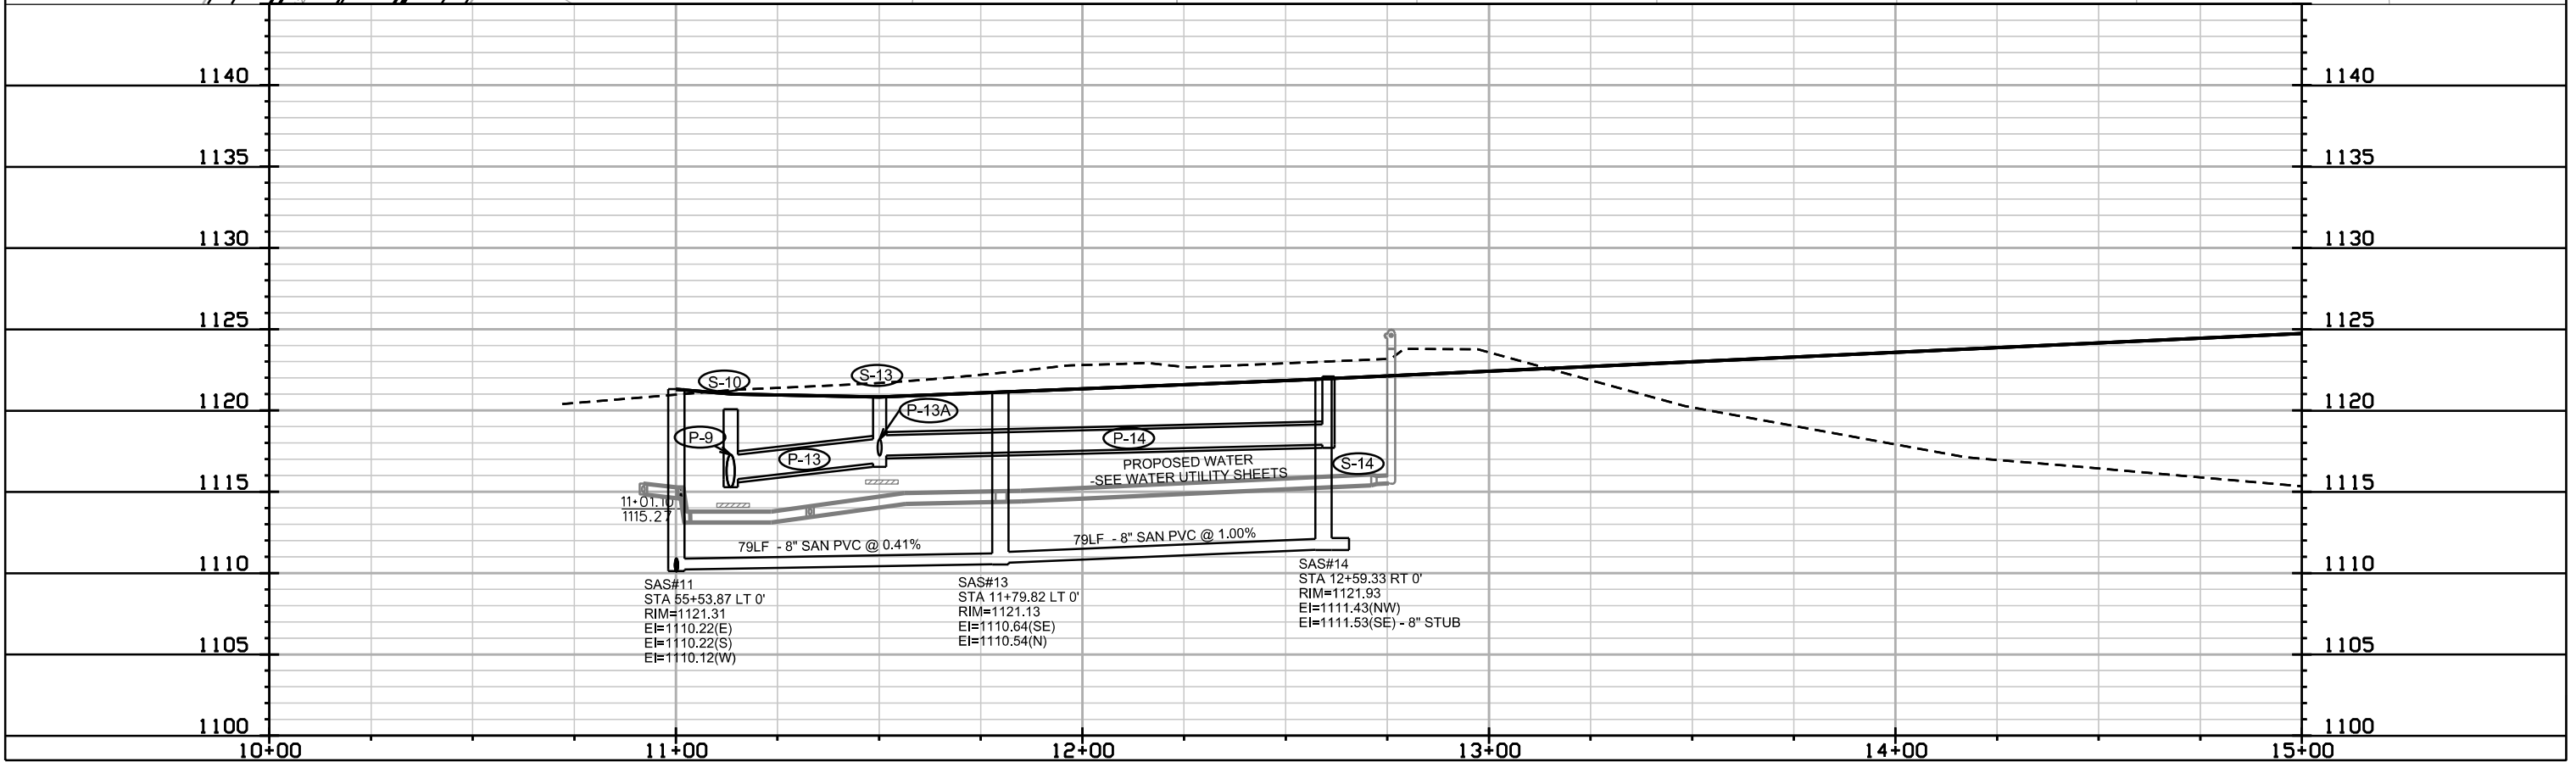 1140 1140
1135 1135
1130 1130
1125 1125
S-10
S-13
1120 1120
P-13A
P-9
P-13
P-14
PROPOSED WATER
-SEE WATER UTILITY SHEETS
S-14
1115 1115
11+01.10
1115.27
79LF - 8" SAN PVC @ 0.41%
79LF - 8" SAN PVC @ 1.00%
1110 1110
SAS#11
STA 55+53.87 LT 0'
RIM=1121.31
EI=1110.22(E)
EI=1110.22(S)
EI=1110.12(W)
SAS#13
STA 11+79.82 LT 0'
RIM=1121.13
EI=1110.64(SE)
EI=1110.54(N)
SAS#14
STA 12+59.33 RT 0'
RIM=1121.93
EI=1111.43(NW)
EI=1111.53(SE) - 8" STUB
1105 1105
1100 1100
10+00 11+00 12+00 13+00 14+00 15+00